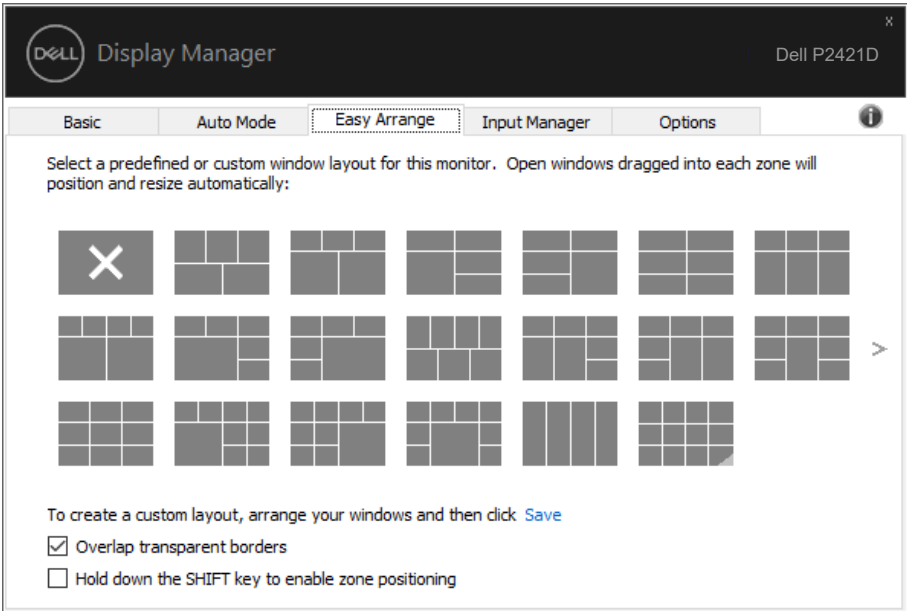 x
DELL Display Manager
Dell P2421D
Basic Auto Mode Easy Arrange Input Manager Options i
Select a predefined or custom window layout for this monitor. Open windows dragged into each zone will
position and resize automatically:
>
To create a custom layout, arrange your windows and then click Save
Overlap transparent borders
Hold down the SHIFT key to enable zone positioning